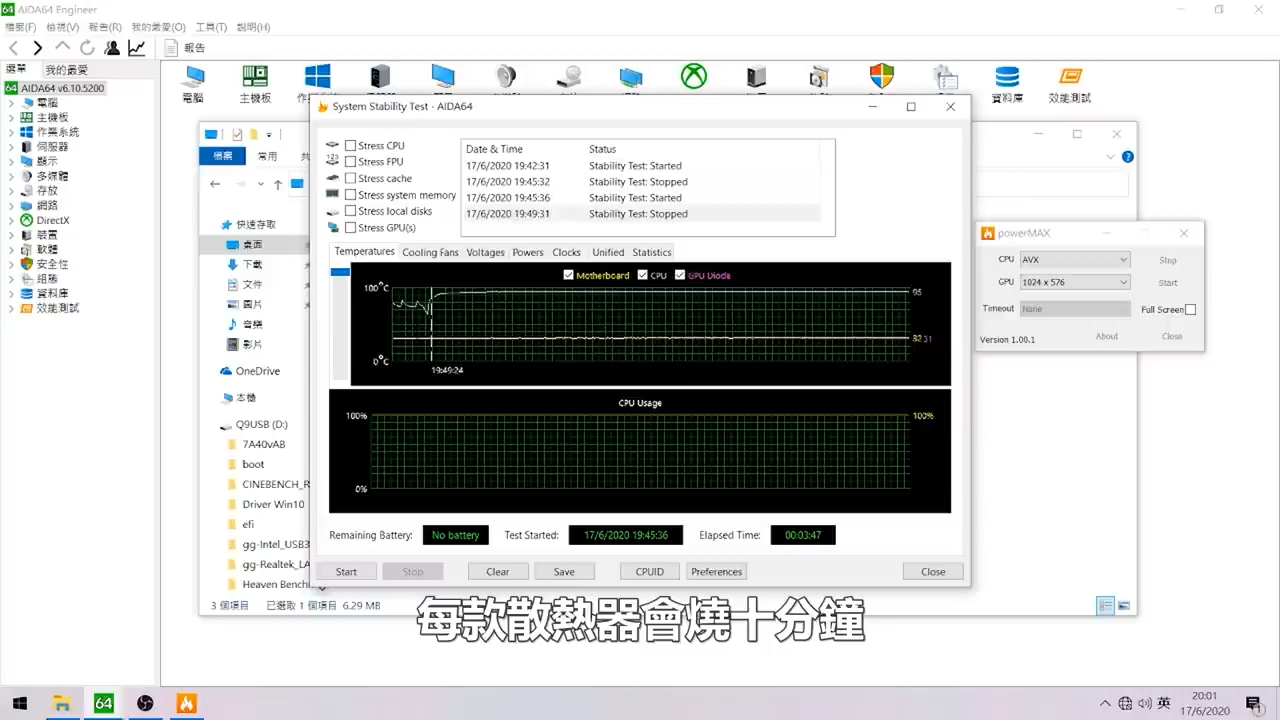 64 AIDA64 Engineer
檔案(F) 檢視(V) 報告(R) 我的最愛(O) 工具(T) 說明(H)
報告
選單 我的最愛
64 AIDA64 v6.10.5200
電腦
主機板
作業系統
伺服器
顯示
多媒體
存放
網路
DirectX
裝置
軟體
安全性
組態
資料庫
效能測試
電腦 主機板 資料庫 效能測試
檔案 常用
快速存取
桌面
下載
文件
圖片
音樂
影片
OneDrive
本機
Q9USB (D:)
7A40vAB
boot
CINEBENCH_R
Driver Win10
efi
gg-Intel_USB3
gg-Realtek_LA
Heaven Benchi
3 個項目 已選取 1 個項目 6.29 MB
System Stability Test - AIDA64
Stress CPU
Stress FPU
Stress cache
Stress system memory
Stress local disks
Stress GPU(s)
Date & Time Status
17/6/2020 19:42:31 Stability Test: Started
17/6/2020 19:45:32 Stability Test: Stopped
17/6/2020 19:45:36 Stability Test: Started
17/6/2020 19:49:31 Stability Test: Stopped
Temperatures Cooling Fans Voltages Powers Clocks Unified Statistics
Motherboard CPU GPU Diode
100°C 95
32 31
0°C
19:49:24
CPU Usage
100% 100%
0%
Remaining Battery: No battery Test Started: 17/6/2020 19:45:36 Elapsed Time: 00:03:47
Start Stop Clear Save CPUID Preferences Close
powerMAX
CPU AVX Stop
GPU 1024 x 576 Start
Timeout None Full Screen
Version 1.00.1 About Close
每款散熱器會燒十分鐘
64 英 20:01
17/6/2020